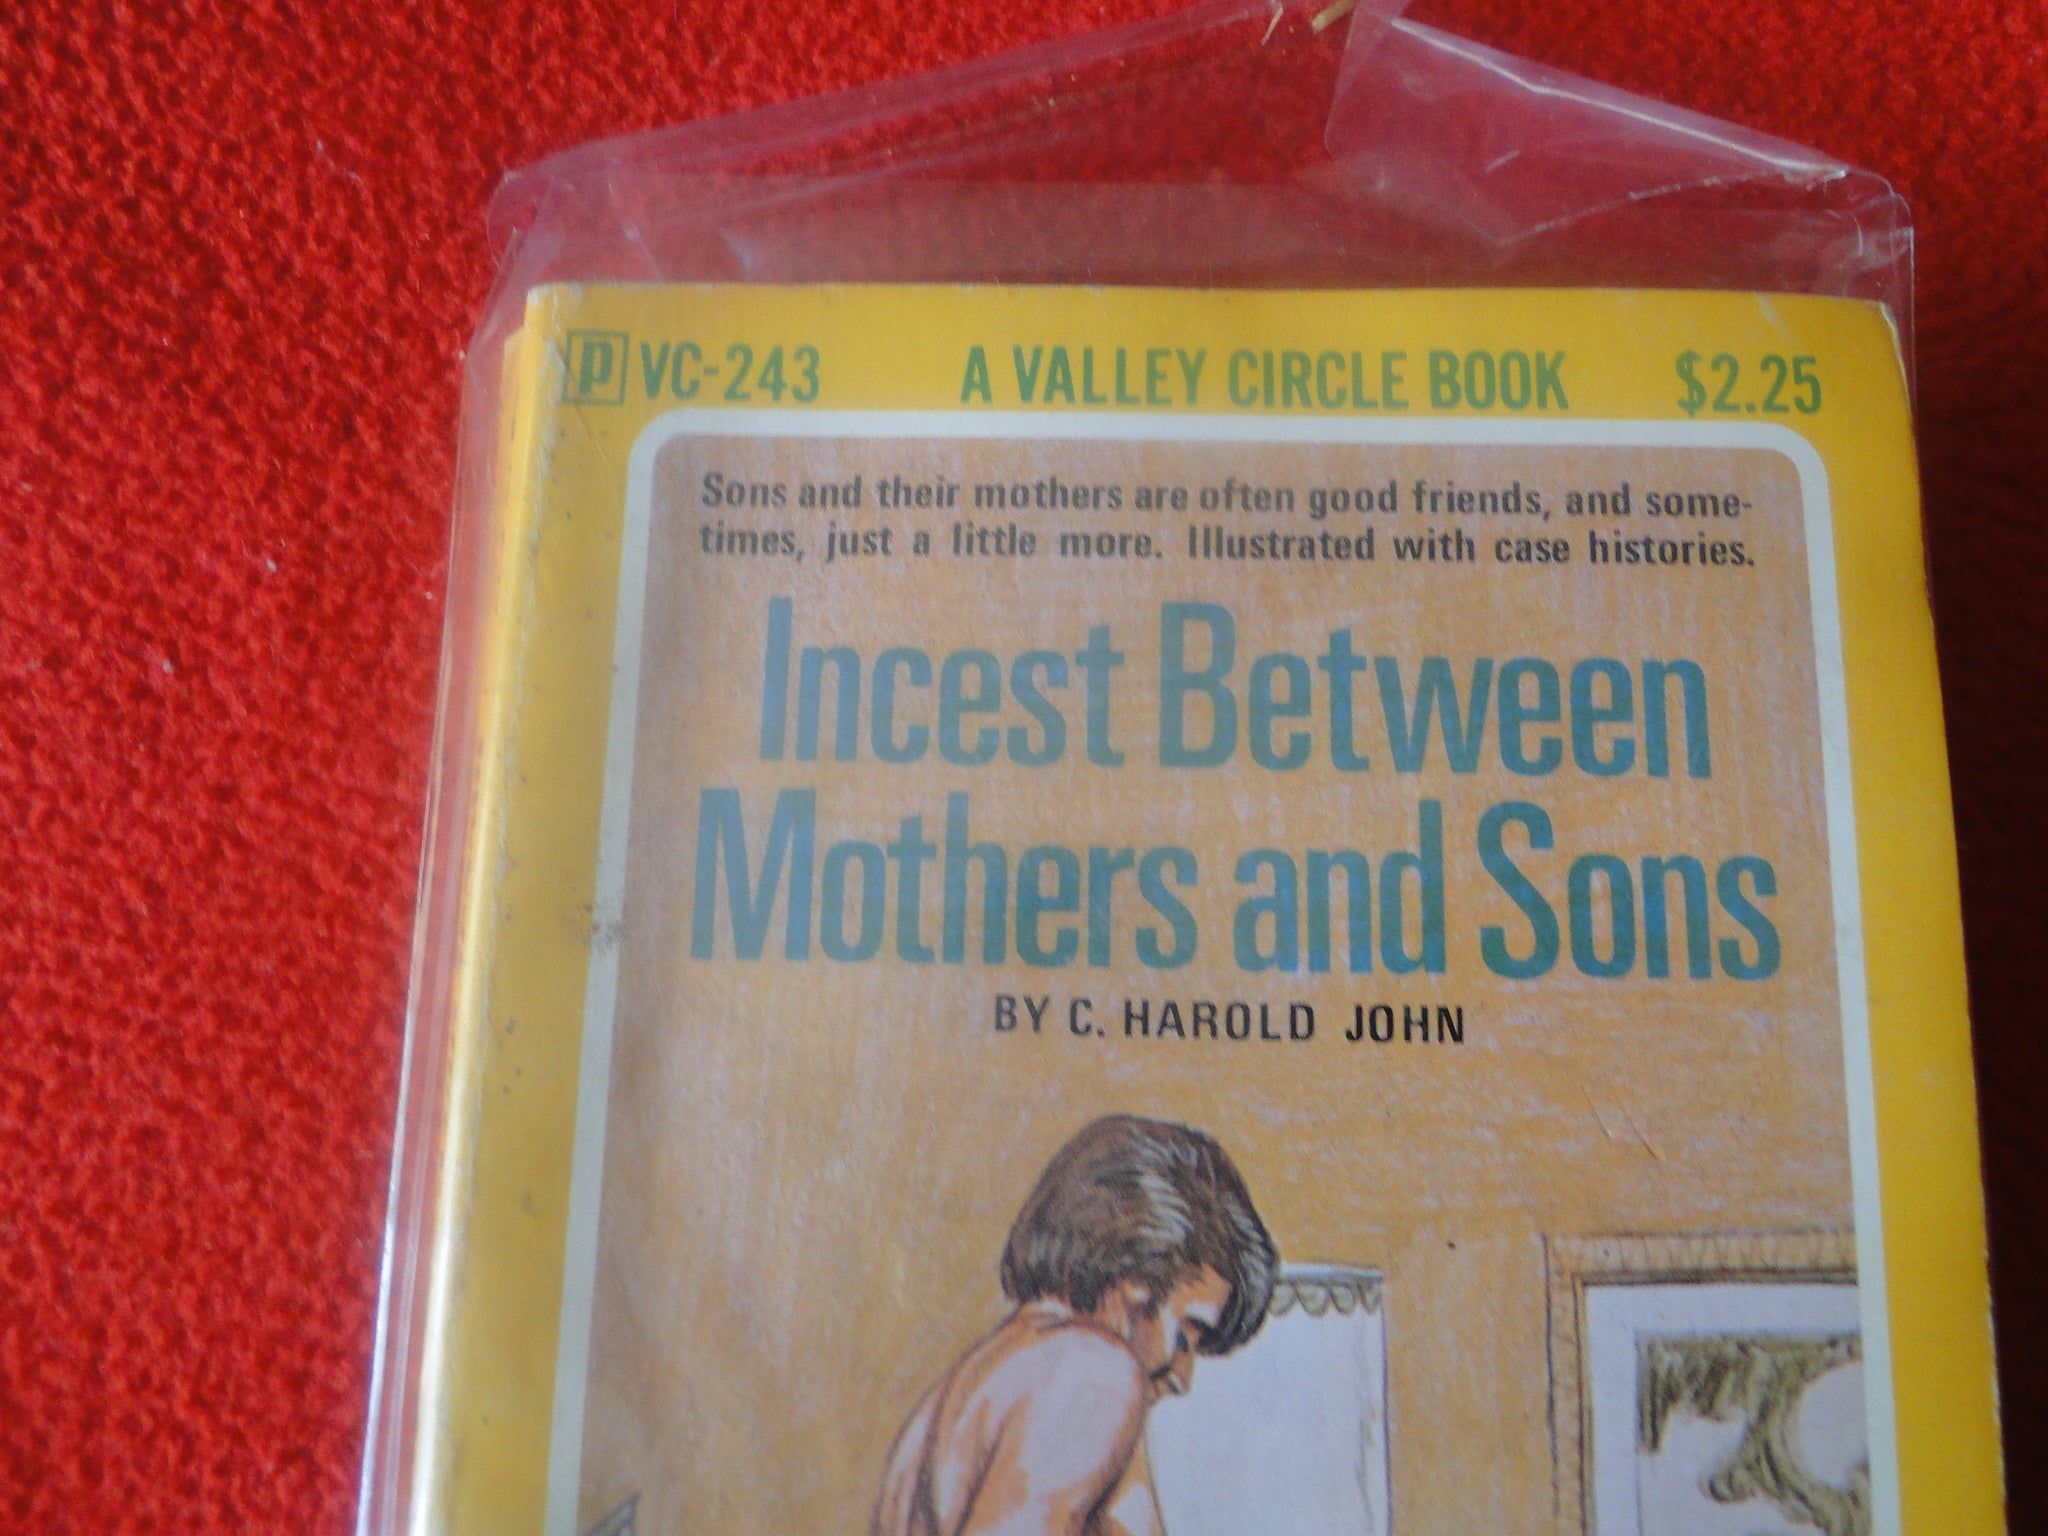 P VC-243 A VALLEY CIRCLE BOOK $2.25
Sons and their mothers are often good friends, and some-
times, just a little more. Illustrated with case histories.
Incest Between
Mothers and Sons
BY C. HAROLD JOHN